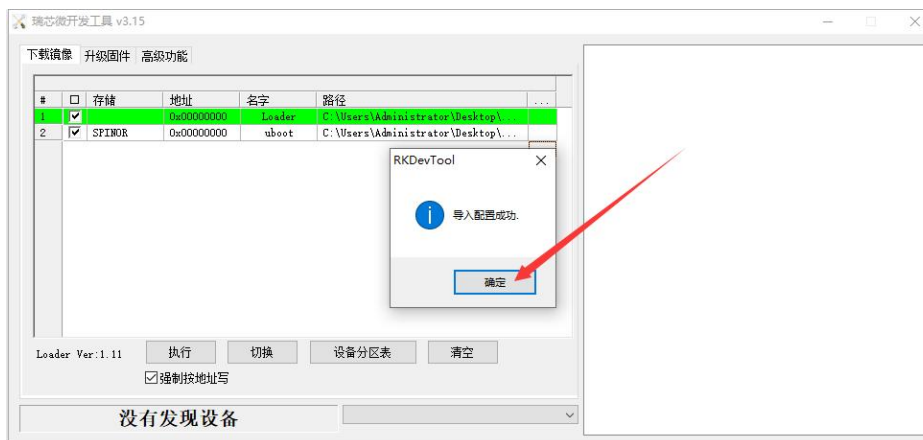 瑞芯微开发工具 v3.15
下载镜像 升级固件 高级功能
# 存储 地址 名字 路径 ...
1 0x00000000 Loader C:\Users\Administrator\Desktop\...
2 SPINOR 0x00000000 uboot C:\Users\Administrator\Desktop\...
RKDevTool
导入配置成功.
确定
Loader Ver:1.11 执行 切换 设备分区表 清空
强制按地址写
没有发现设备